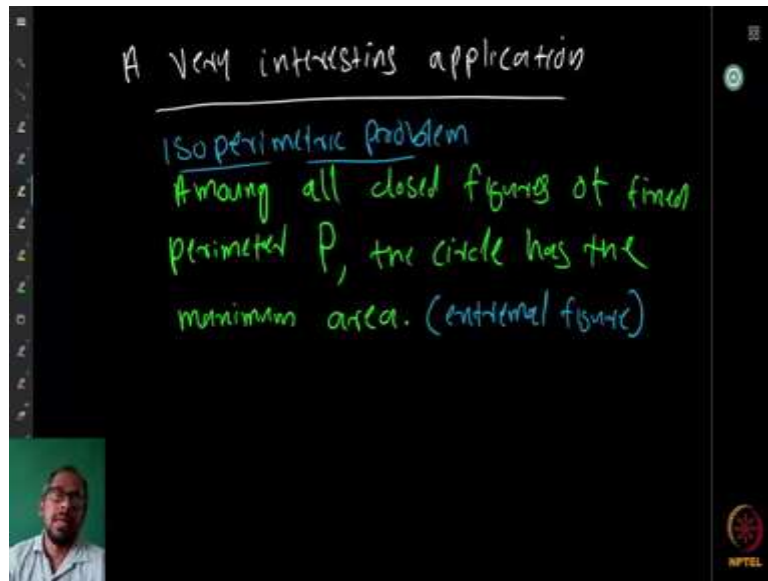 A very interesting application
Isoperimetric problem
Amoung all closed figures of fixed
perimeter P, the circle has the
maximum area. (extremal figure)
NPTEL